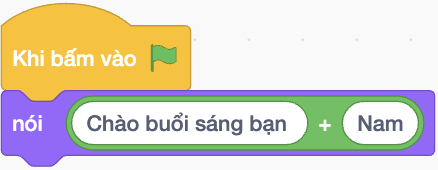 Khi bấm vào
nói Chào buổi sáng bạn + Nam